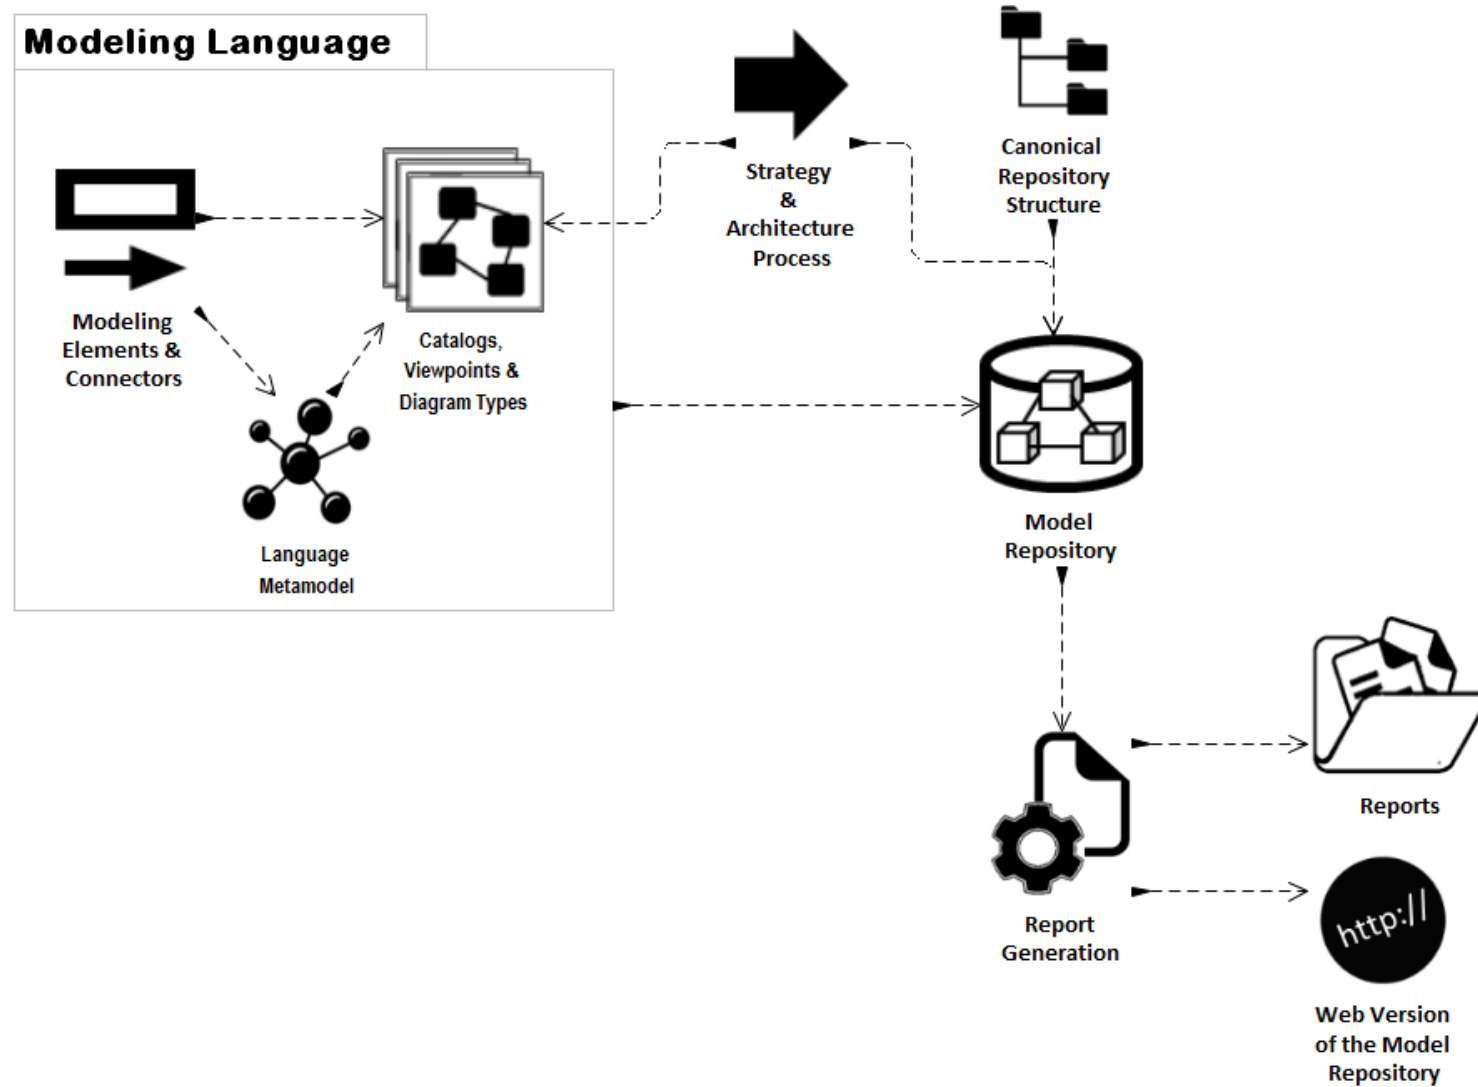 Modeling Language
Modeling
Elements &
Connectors
Catalogs,
Viewpoints &
Diagram Types
Language
Metamodel
Strategy
&
Architecture
Process
Canonical
Repository
Structure
Model
Repository
Report
Generation
Reports
http://
Web Version
of the Model
Repository